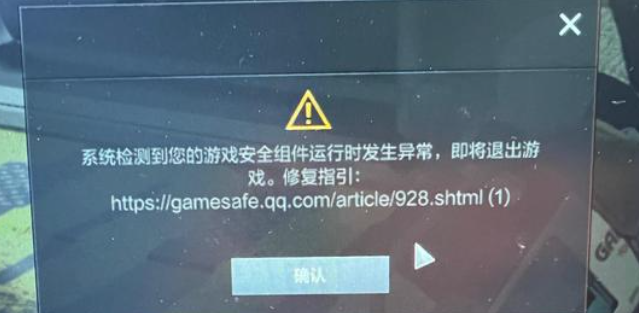 系统检测到您的游戏安全组件运行时发生异常，即将退出游
戏。修复指引：
https://gamesafe.qq.com/article/928.shtml (1)
确认